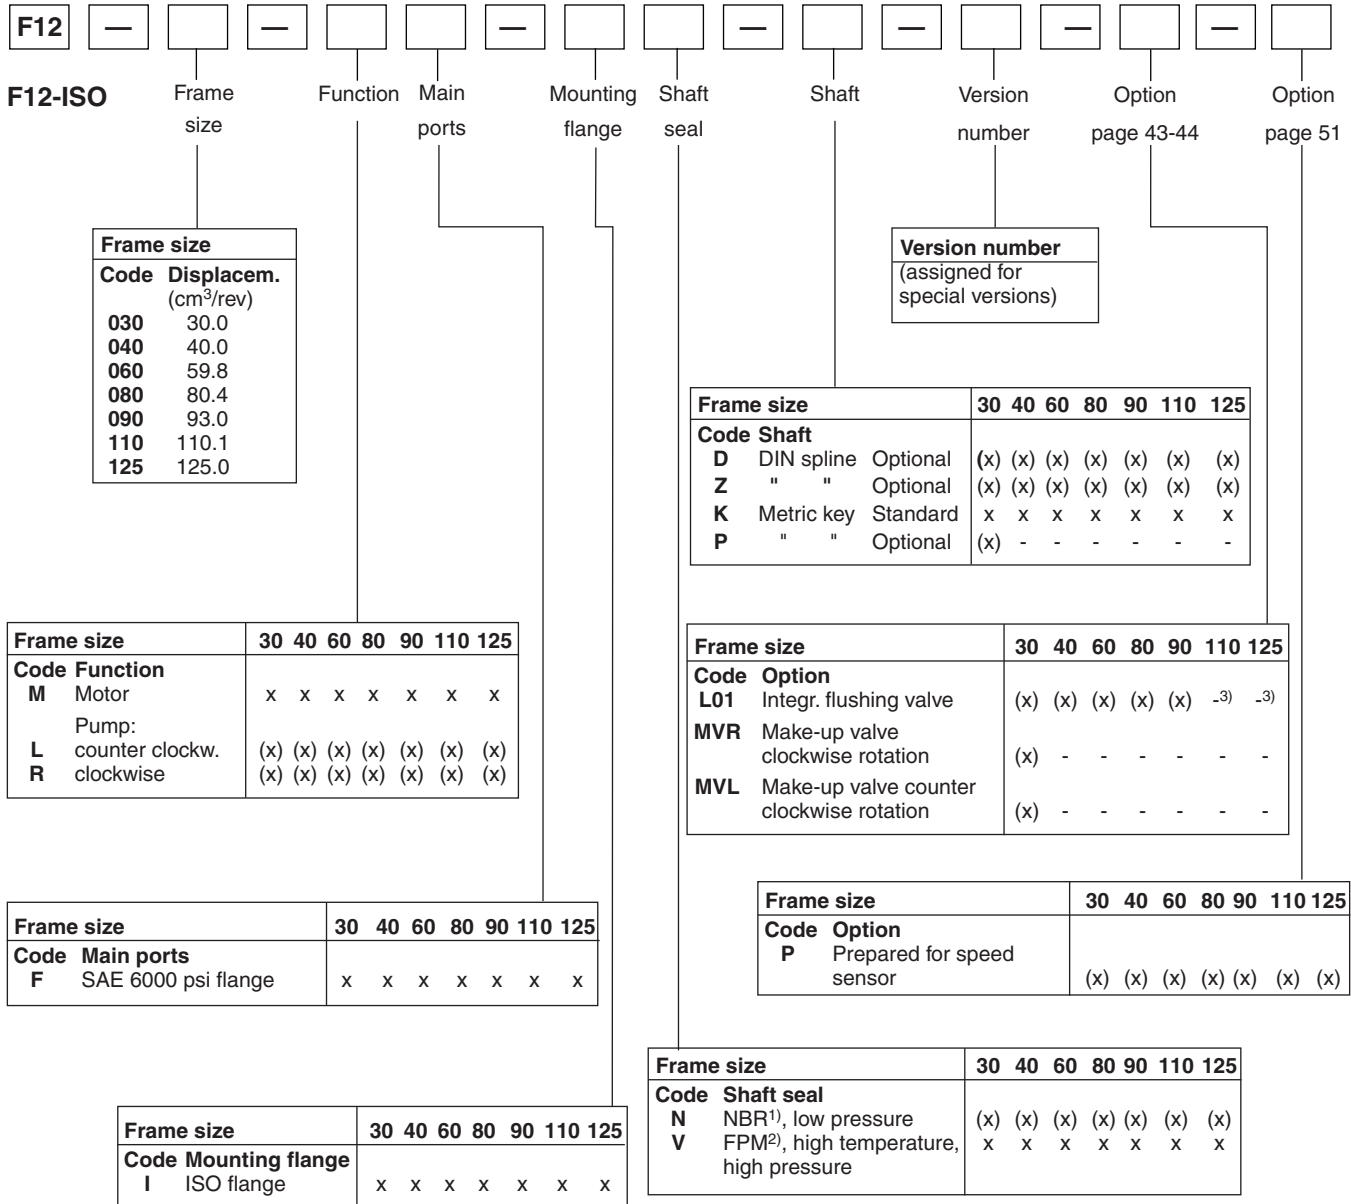 F12 — — — — — — —
F12-ISO
Frame size
Function
Main ports
Mounting flange
Shaft seal
Shaft
Version number
Option page 43-44
Option page 51
Frame size
Code Displacem.
(cm3/rev)
030 30.0
040 40.0
060 59.8
080 80.4
090 93.0
110 110.1
125 125.0
Version number
(assigned for
special versions)
Frame size 30 40 60 80 90 110 125
Code Shaft
D DIN spline Optional (x) (x) (x) (x) (x) (x) (x)
Z " " Optional (x) (x) (x) (x) (x) (x) (x)
K Metric key Standard x x x x x x x
P " " Optional (x) - - - - - -
Frame size 30 40 60 80 90 110 125
Code Function
M Motor x x x x x x x
Pump:
L counter clockw. (x) (x) (x) (x) (x) (x) (x)
R clockwise (x) (x) (x) (x) (x) (x) (x)
Frame size 30 40 60 80 90 110 125
Code Option
L01 Integr. flushing valve (x) (x) (x) (x) (x) -3) -3)
MVR Make-up valve
clockwise rotation (x) - - - - - -
MVL Make-up valve counter
clockwise rotation (x) - - - - - -
Frame size 30 40 60 80 90 110 125
Code Main ports
F SAE 6000 psi flange x x x x x x x
Frame size 30 40 60 80 90 110 125
Code Option
P Prepared for speed
sensor (x) (x) (x) (x) (x) (x) (x)
Frame size 30 40 60 80 90 110 125
Code Shaft seal
N NBR1), low pressure (x) (x) (x) (x) (x) (x) (x)
V FPM2), high temperature, x x x x x x x
high pressure
Frame size 30 40 60 80 90 110 125
Code Mounting flange
I ISO flange x x x x x x x